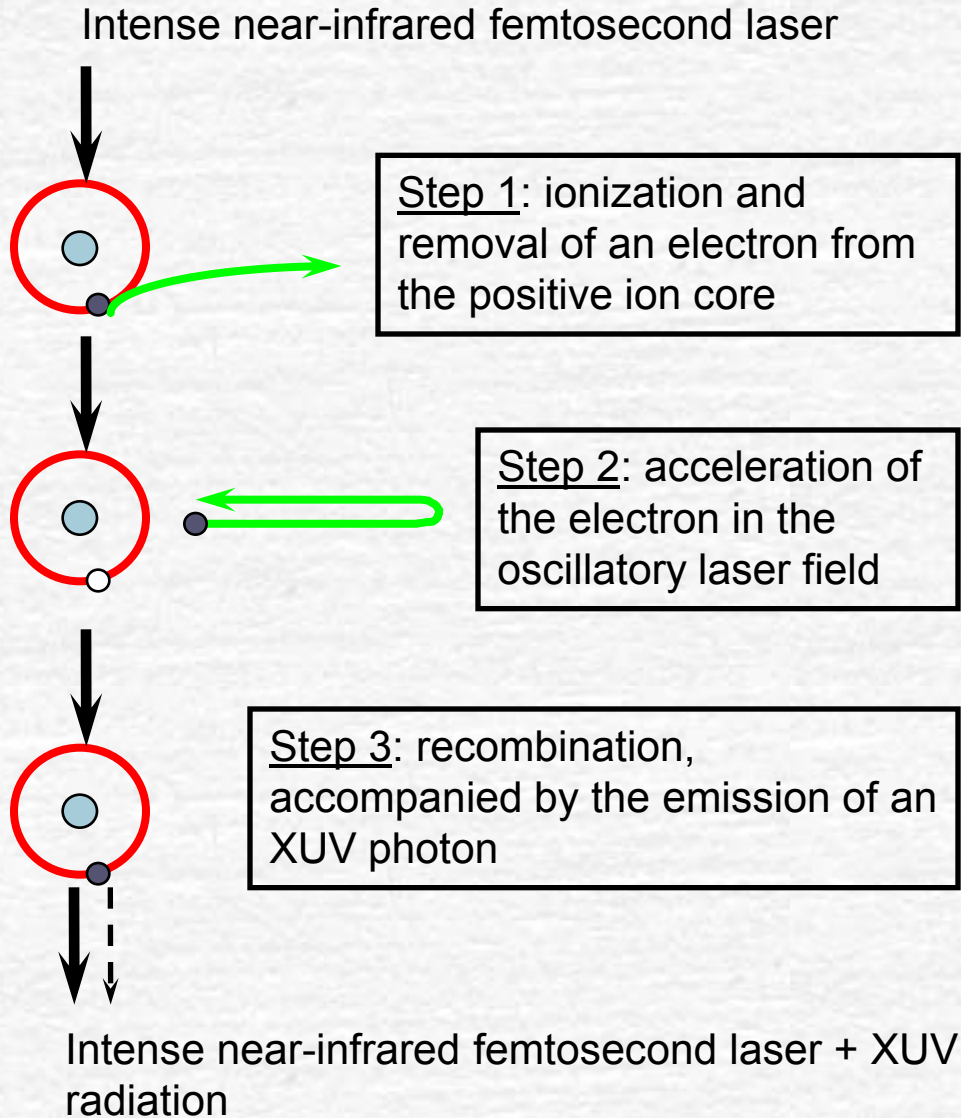 Intense near-infrared femtosecond laser
Step 1: ionization and
removal of an electron from
the positive ion core
Step 2: acceleration of
the electron in the
oscillatory laser field
Step 3: recombination,
accompanied by the emission of an
XUV photon
Intense near-infrared femtosecond laser + XUV
radiation